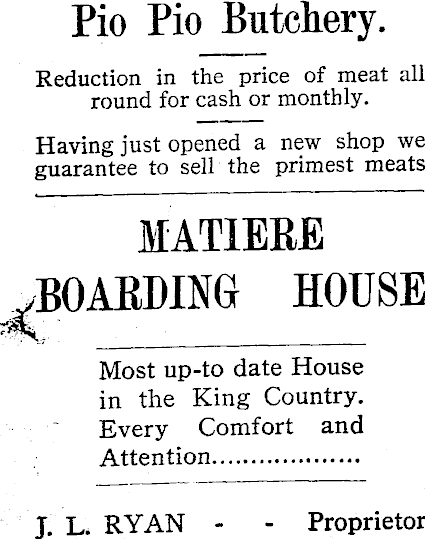 Pio Pio Butchery.
Reduction in the price of meat all
round for cash or monthly.
Having just opened a new shop we
guarantee to sell the primest meats
MATIERE
BOARDING HOUSE
Most up-to date House
in the King Country.
Every Comfort and
Attention...................
J. L. RYAN - - Proprietor